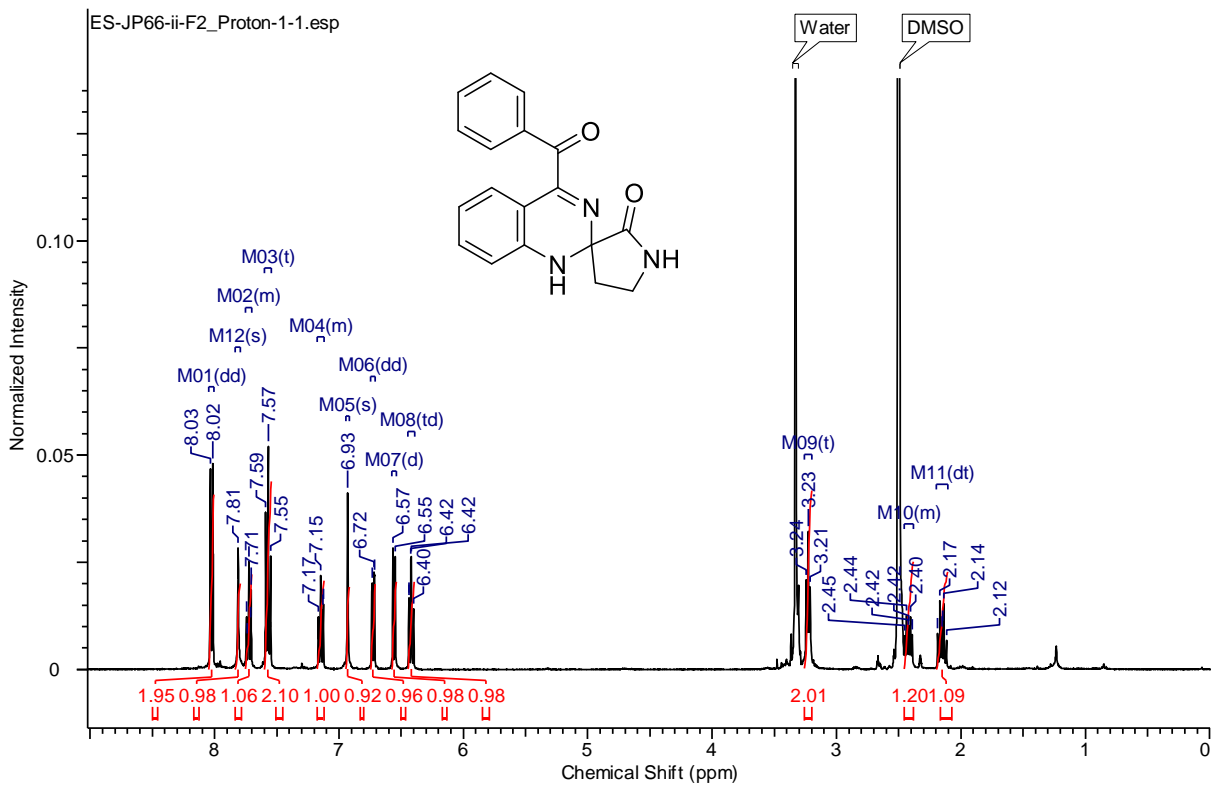 ES-JP66-ii-F2_Proton-1-1.esp
Water
DMSO
O
N
O
N
H
NH
M03(t)
M02(m)
M12(s)
M01(dd)
M04(m)
M06(dd)
M05(s)
M08(td)
M07(d)
M09(t)
M11(dt)
M10(m)
8.03
8.02
7.81
7.71
7.59
7.57
7.55
7.17
7.15
6.93
6.72
6.57
6.55
6.42
6.42
6.40
3.24
3.23
3.21
2.45
2.44
2.42
2.42
2.40
2.17
2.14
2.12
Normalized Intensity
0.10
0.05
0
1.95 0.98 1.06 2.10 1.00 0.92 0.96 0.98 0.98 2.01 1.20 1.09
8 7 6 5 4 3 2 1 0
Chemical Shift (ppm)